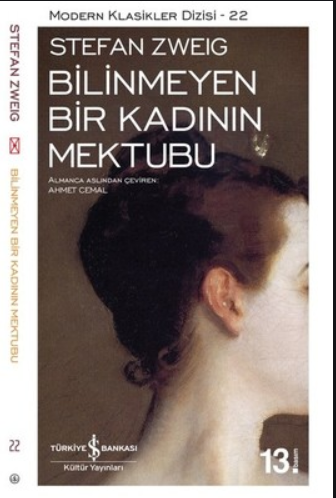 MODERN KLASİKLER DİZİSİ - 22
STEFAN ZWEIG
BİLİNMEYEN
BİR KADININ
MEKTUBU
ALMANCA ASLINDAN ÇEVİREN:
AHMET CEMAL
TÜRKİYE İŞ BANKASI
Kültür Yayınları
13.
basım
STEFAN ZWEIG
BİLİNMEYEN BİR KADININ MEKTUBU
22